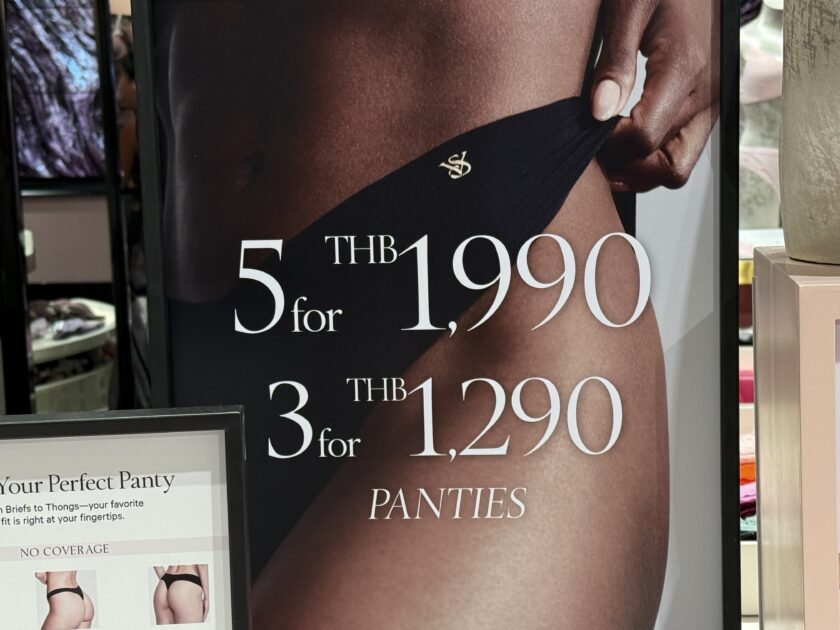 VS
5 for THB 1,990
3 for THB 1,290
PANTIES
Your Perfect Panty
Briefs to Thongs—your favorite
fit is right at your fingertips.
NO COVERAGE